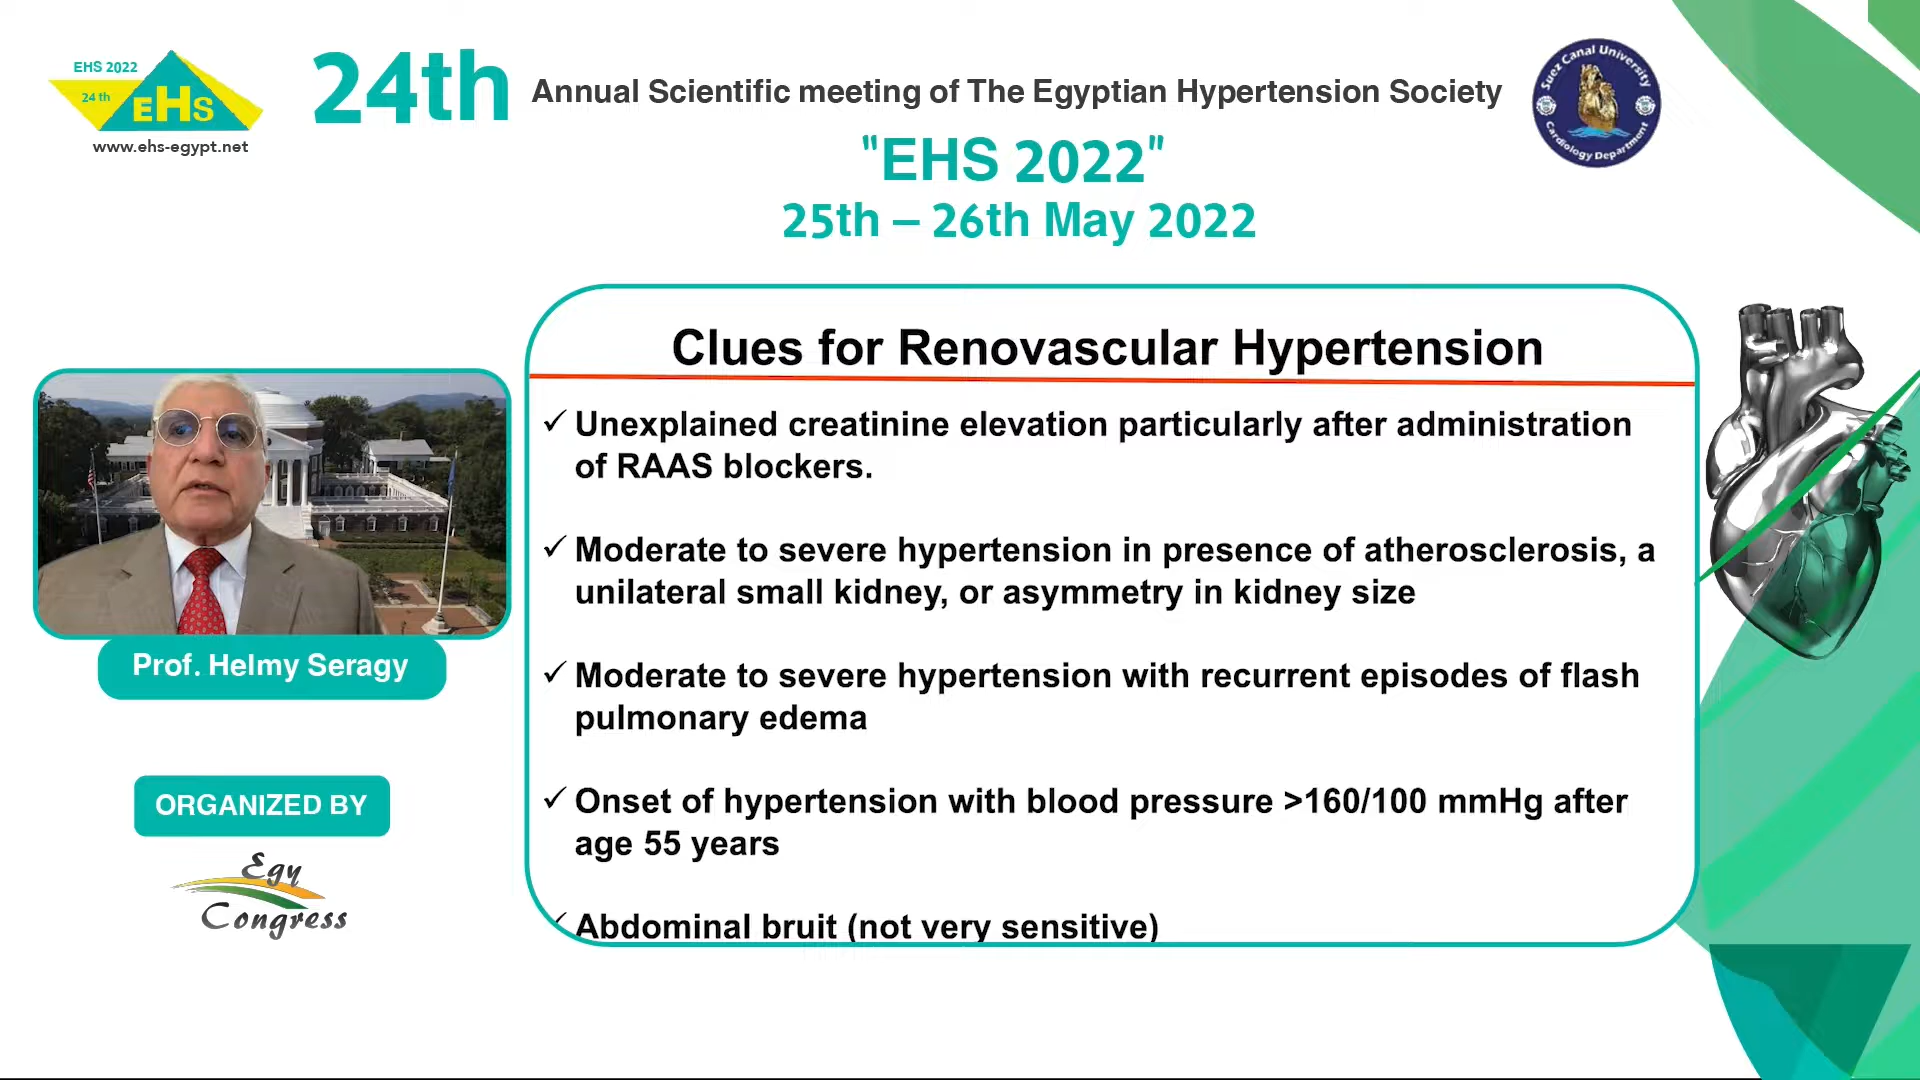 EHS 2022
24 th
EHS
www.ehs-egypt.net
24th Annual Scientific meeting of The Egyptian Hypertension Society
"EHS 2022"
25th – 26th May 2022
Suez Canal University
Cardiology Department
Clues for Renovascular Hypertension
✓ Unexplained creatinine elevation particularly after administration
of RAAS blockers.
✓ Moderate to severe hypertension in presence of atherosclerosis, a
unilateral small kidney, or asymmetry in kidney size
✓ Moderate to severe hypertension with recurrent episodes of flash
pulmonary edema
✓ Onset of hypertension with blood pressure >160/100 mmHg after
age 55 years
✓ Abdominal bruit (not very sensitive)
Prof. Helmy Seragy
ORGANIZED BY
Egy
Congress